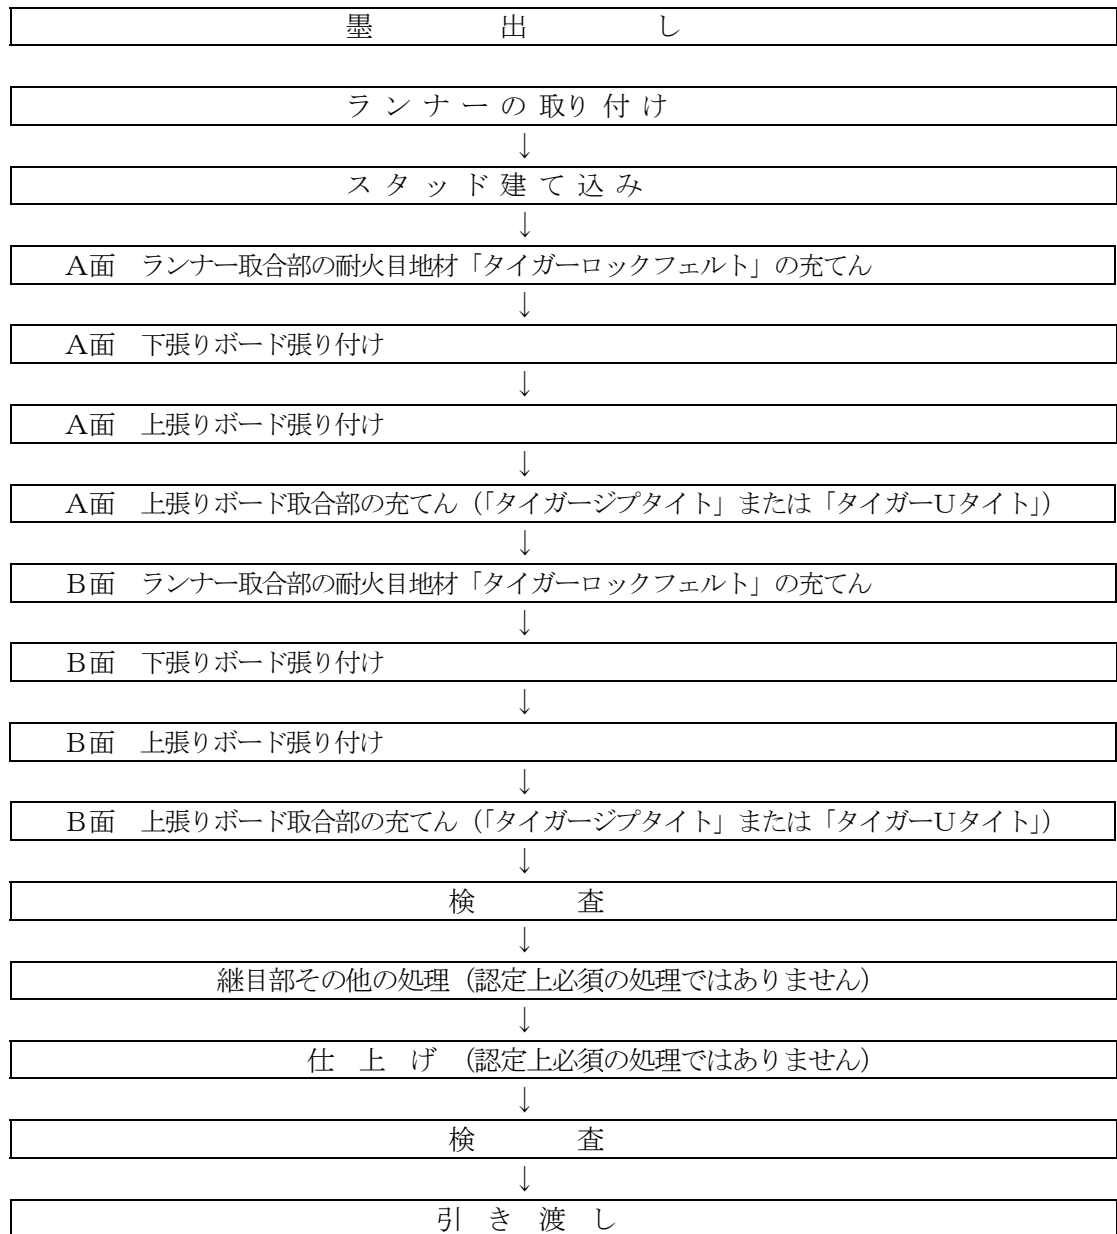 墨出し
ランナーの取り付け
↓
スタッド建て込み
↓
A面 ランナー取合部の耐火目地材「タイガーロックフェルト」の充てん
↓
A面 下張りボード張り付け
↓
A面 上張りボード張り付け
↓
A面 上張りボード取合部の充てん（「タイガージプタイト」または「タイガーUタイト」）
↓
B面 ランナー取合部の耐火目地材「タイガーロックフェルト」の充てん
↓
B面 下張りボード張り付け
↓
B面 上張りボード張り付け
↓
B面 上張りボード取合部の充てん（「タイガージプタイト」または「タイガーUタイト」）
↓
検査
↓
継目部その他の処理（認定上必須の処理ではありません）
↓
仕上げ（認定上必須の処理ではありません）
↓
検査
↓
引き渡し